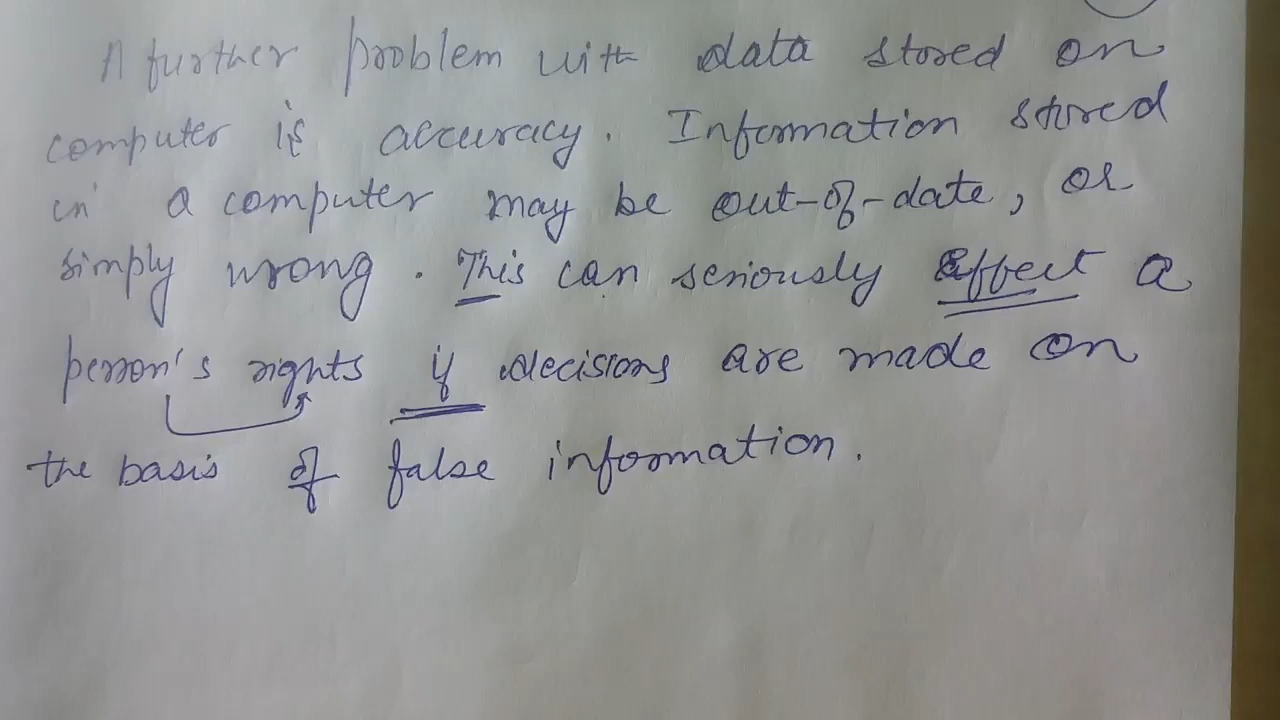 A further problem with data stored on
computer is accuracy. Information stored
in a computer may be out-of-date, or
simply wrong. This can seriously effect a
person's rights if decisions are made on
the basis of false information.